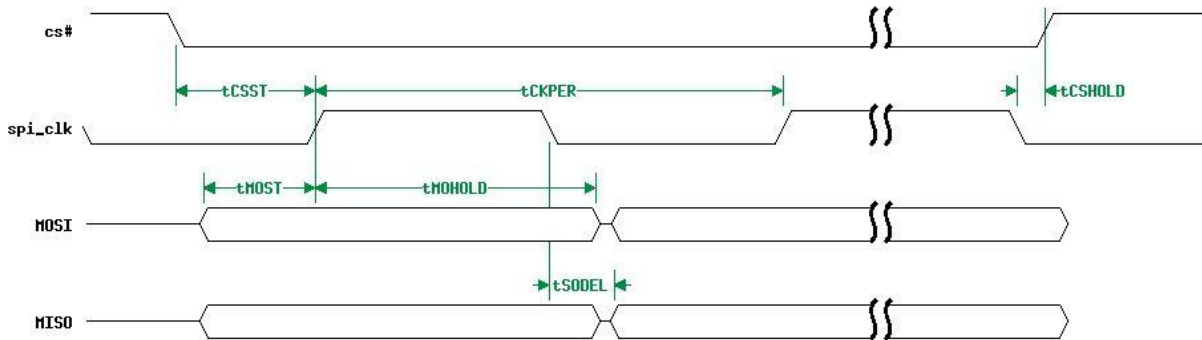 cs#
tCSST
tCKPER
tCSHOLD
spi_clk
tMOST
tMOHOLD
MOSI
tSODEL
MISO